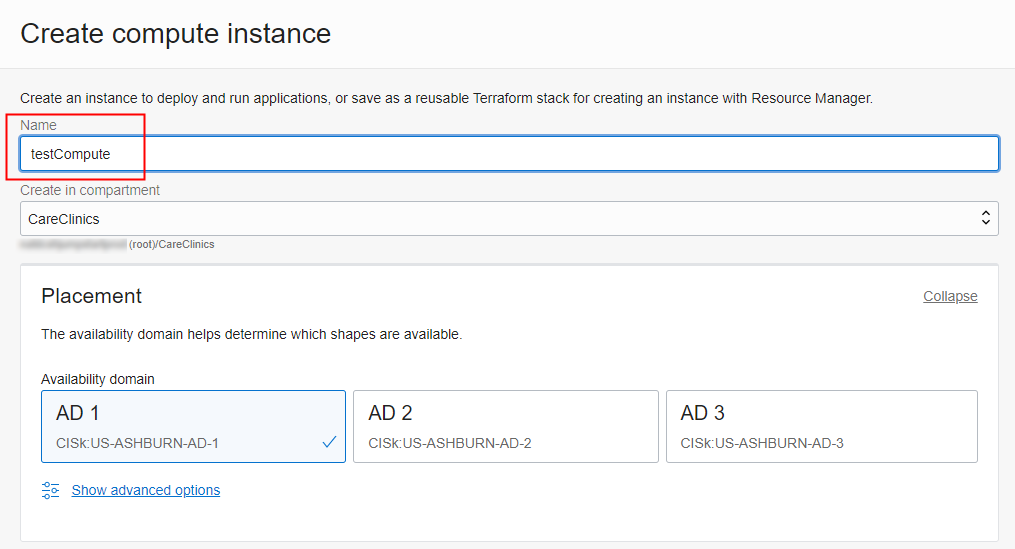 Create compute instance
Create an instance to deploy and run applications, or save as a reusable Terraform stack for creating an instance with Resource Manager.
Name
testCompute
Create in compartment
CareClinics
(root)/CareClinics
Placement
Collapse
The availability domain helps determine which shapes are available.
Availability domain
AD 1
AD 2
AD 3
CISk:US-ASHBURN-AD-1
CISk:US-ASHBURN-AD-2
CISk:US-ASHBURN-AD-3
Show advanced options